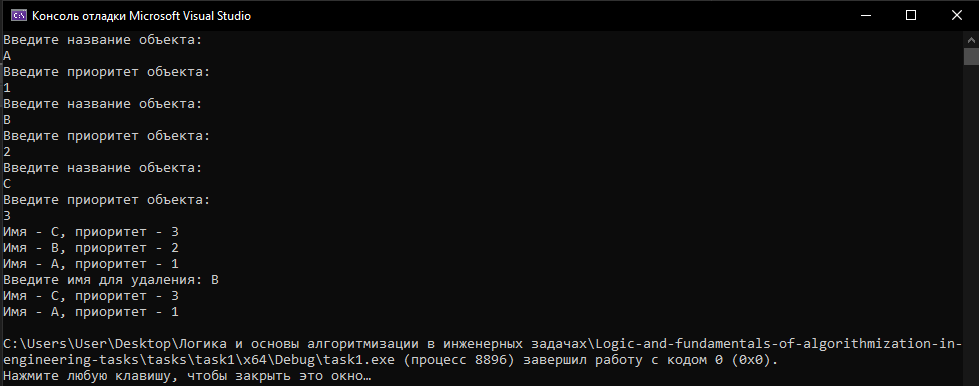 Консоль отладки Microsoft Visual Studio
Введите название объекта:
A
Введите приоритет объекта:
1
Введите название объекта:
B
Введите приоритет объекта:
2
Введите название объекта:
C
Введите приоритет объекта:
3
Имя - C, приоритет - 3
Имя - B, приоритет - 2
Имя - A, приоритет - 1
Введите имя для удаления: B
Имя - C, приоритет - 3
Имя - A, приоритет - 1
C:\Users\User\Desktop\Логика и основы алгоритмизации в инженерных задачах\Logic-and-fundamentals-of-algorithmization-in-
engineering-tasks\tasks\task1\x64\Debug\task1.exe (процесс 8896) завершил работу с кодом 0 (0x0).
Нажмите любую клавишу, чтобы закрыть это окно…